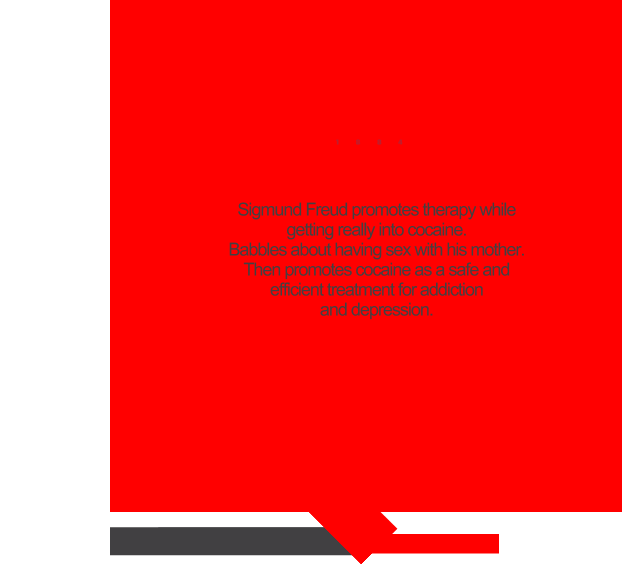 Sigmund Freud promotes therapy while
getting really into cocaine.
Babbles about having sex with his mother.
Then promotes cocaine as a safe and
efficient treatment for addiction
and depression.